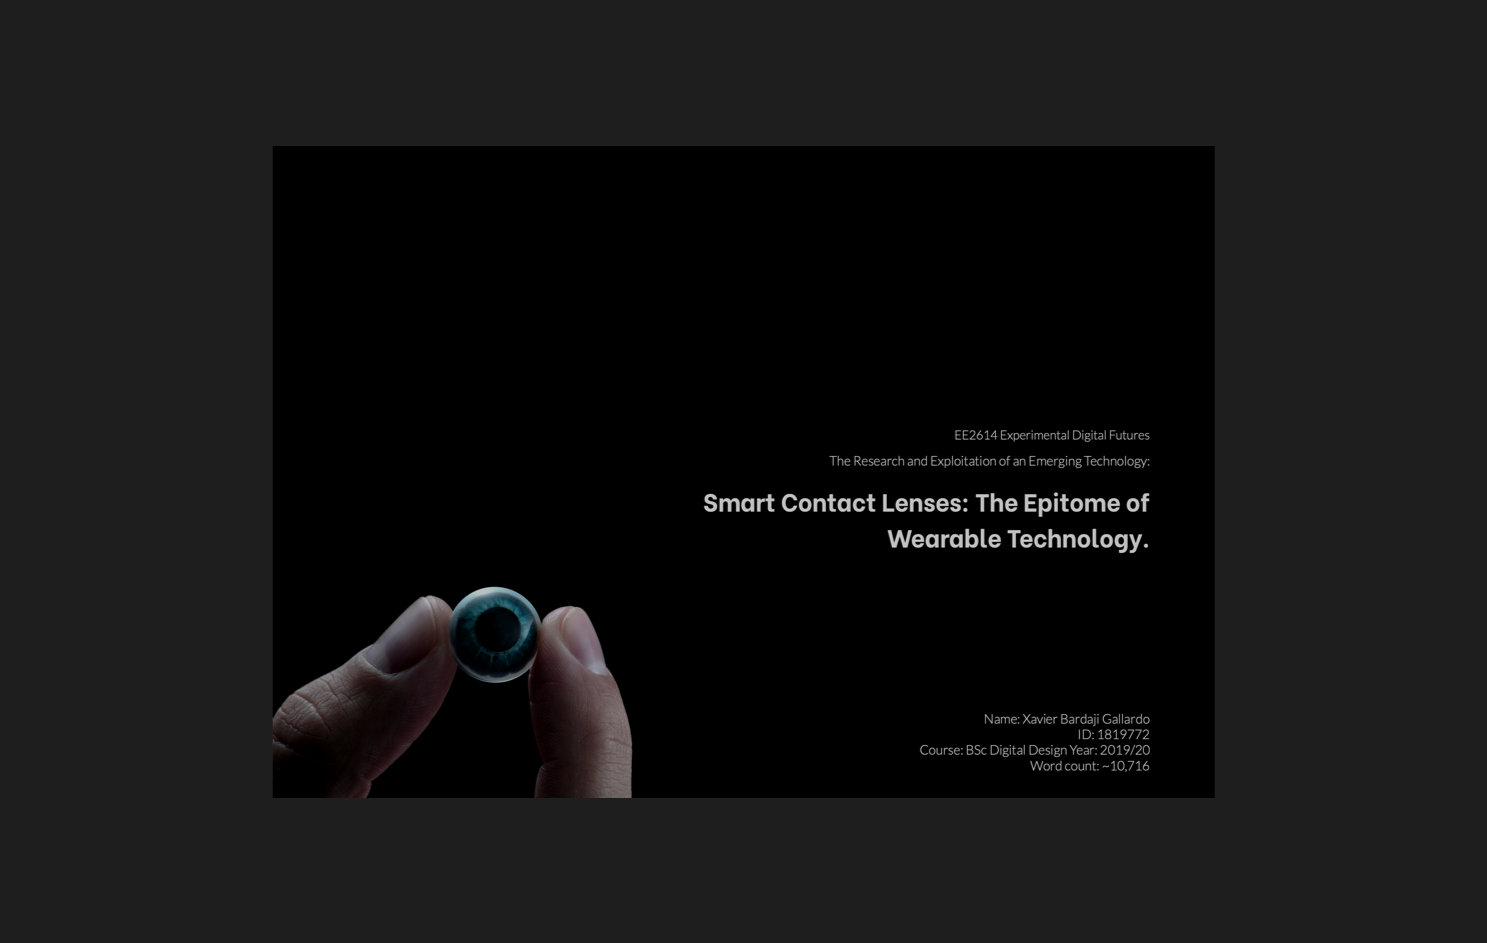 EE2614 Experimental Digital Futures
The Research and Exploitation of an Emerging Technology:
Smart Contact Lenses: The Epitome of
Wearable Technology.
Name: Xavier Bardaji Gallardo
ID: 1819772
Course: BSc Digital Design Year: 2019/20
Word count: ~10,716